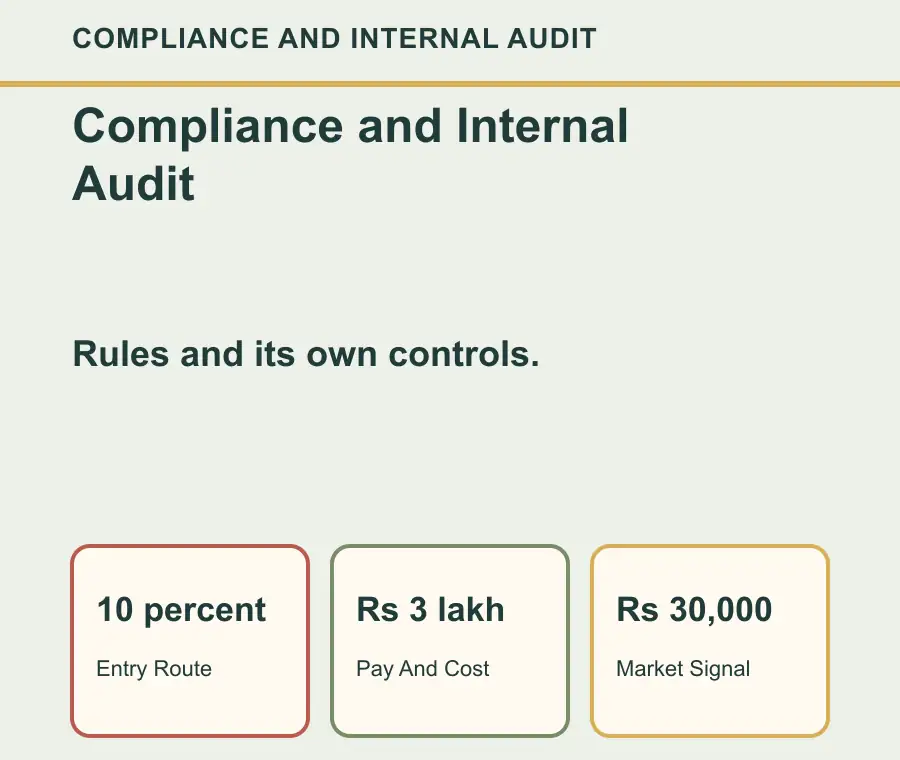 COMPLIANCE AND INTERNAL AUDIT
Compliance and Internal
Audit
Rules and its own controls.
10 percent
Entry Route
Rs 3 lakh
Pay And Cost
Rs 30,000
Market Signal